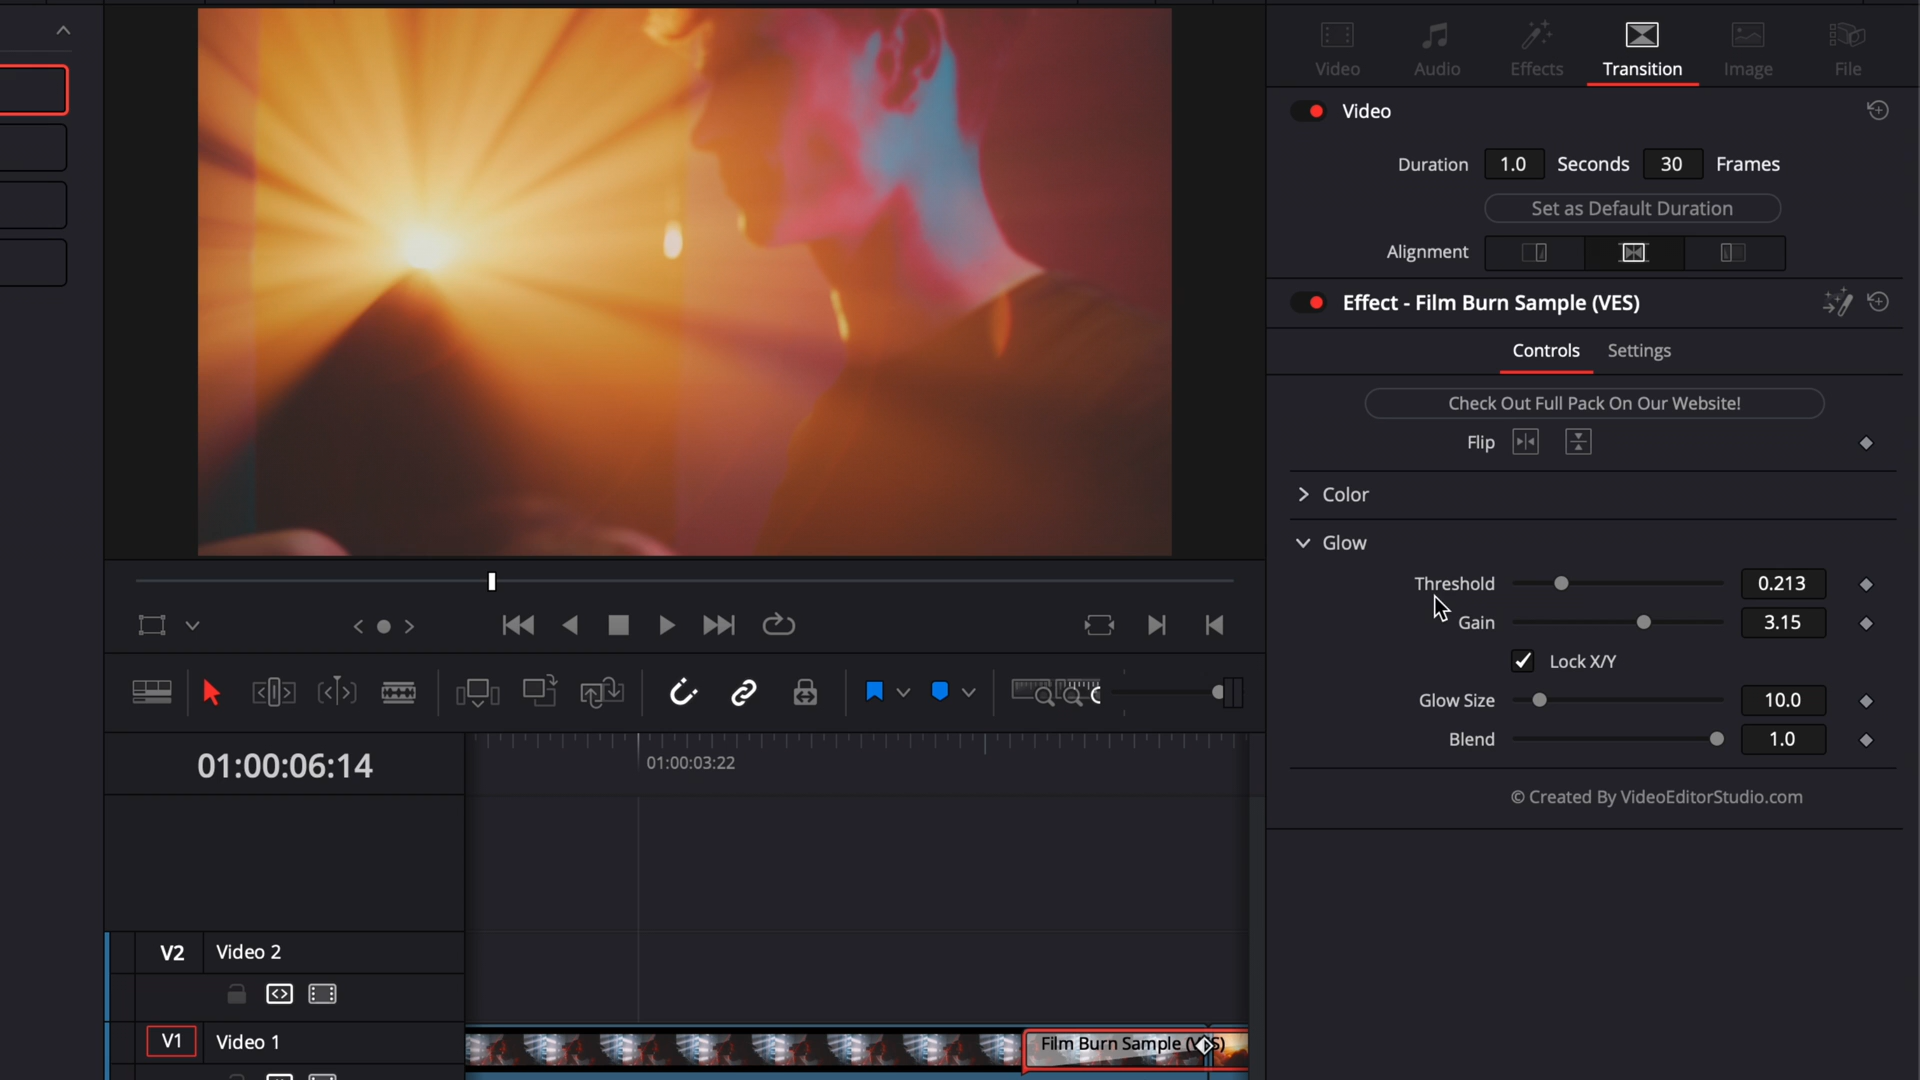 Video
Audio
Effects
Transition
Image
File
Video
Duration 1.0 Seconds 30 Frames
Set as Default Duration
Alignment
Effect - Film Burn Sample (VES)
Controls Settings
Check Out Full Pack On Our Website!
Flip
Color
Glow
Threshold 0.213
Gain 3.15
Lock X/Y
Glow Size 10.0
Blend 1.0
© Created By VideoEditorStudio.com
01:00:06:14
01:00:03:22
V2 Video 2
V1 Video 1
Film Burn Sample (VES)